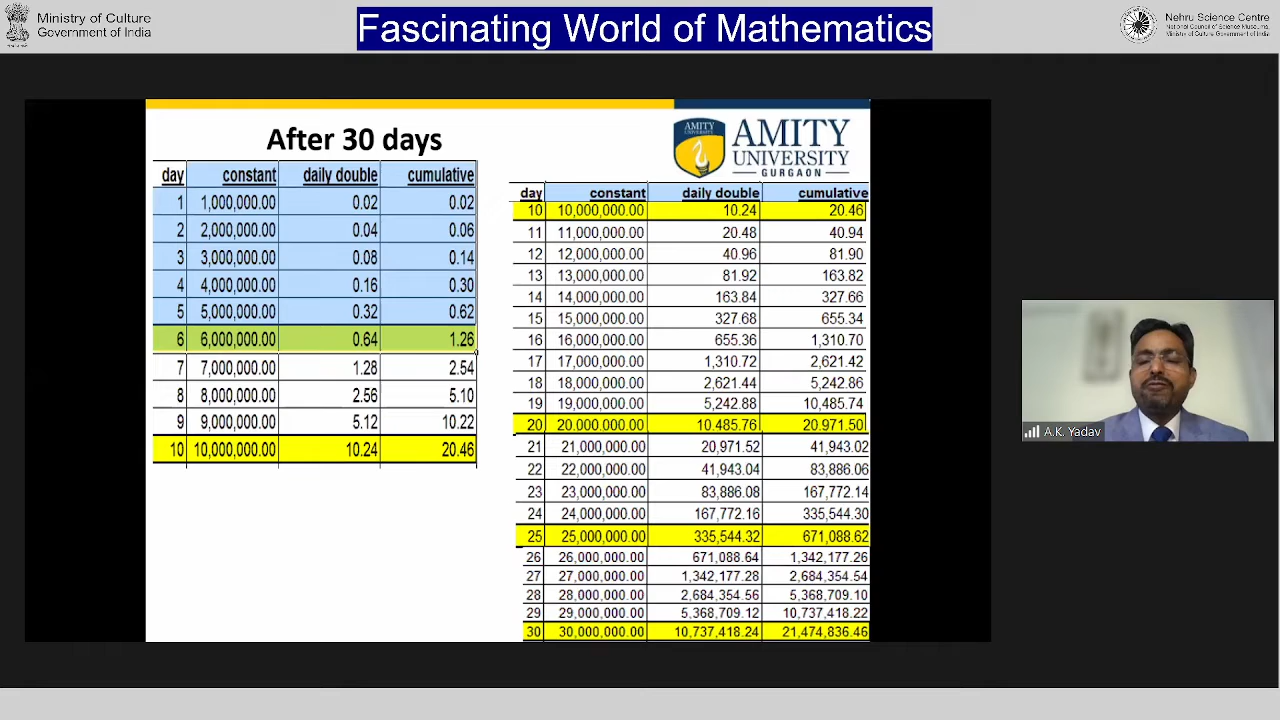 Ministry of Culture
Government of India
Fascinating World of Mathematics
Nehru Science Centre
National Council of Science Museums
Ministry of Culture Government of India
After 30 days
AMITY
AMITY
UNIVERSITY
GURGAON
day constant daily double cumulative
1 1,000,000.00 0.02 0.02
2 2,000,000.00 0.04 0.06
3 3,000,000.00 0.08 0.14
4 4,000,000.00 0.16 0.30
5 5,000,000.00 0.32 0.62
6 6,000,000.00 0.64 1.26
7 7,000,000.00 1.28 2.54
8 8,000,000.00 2.56 5.10
9 9,000,000.00 5.12 10.22
10 10,000,000.00 10.24 20.46
day constant daily double cumulative
10 10,000,000.00 10.24 20.46
11 11,000,000.00 20.48 40.94
12 12,000,000.00 40.96 81.90
13 13,000,000.00 81.92 163.82
14 14,000,000.00 163.84 327.66
15 15,000,000.00 327.68 655.34
16 16,000,000.00 655.36 1,310.70
17 17,000,000.00 1,310.72 2,621.42
18 18,000,000.00 2,621.44 5,242.86
19 19,000,000.00 5,242.88 10,485.74
20 20.000.000.00 10.485.76 20.971.50
21 21,000,000.00 20,971.52 41,943.02
22 22,000,000.00 41,943.04 83,886.06
23 23,000,000.00 83,886.08 167,772.14
24 24,000,000.00 167,772.16 335,544.30
25 25,000,000.00 335,544.32 671,088.62
26 26,000,000.00 671,088.64 1,342,177.26
27 27,000,000.00 1,342,177.28 2,684,354.54
28 28,000,000.00 2,684,354.56 5,368,709.10
29 29,000,000.00 5,368,709.12 10,737,418.22
30 30,000,000.00 10,737,418.24 21,474,836.46
A.K. Yadav